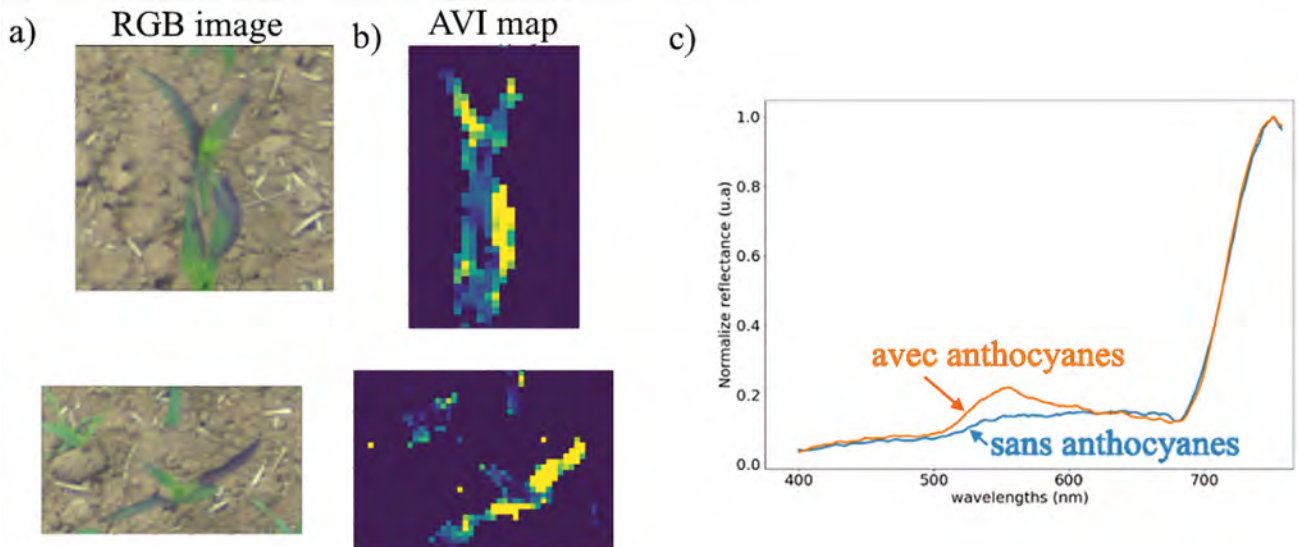 a)
RGB image
b)
AVI map
c)
Normalize reflectance (u.a)
1.0
0.8
0.6
0.4
0.2
0.0
avec anthocyanes
sans anthocyanes
400
500
600
700
wavelengths (nm)